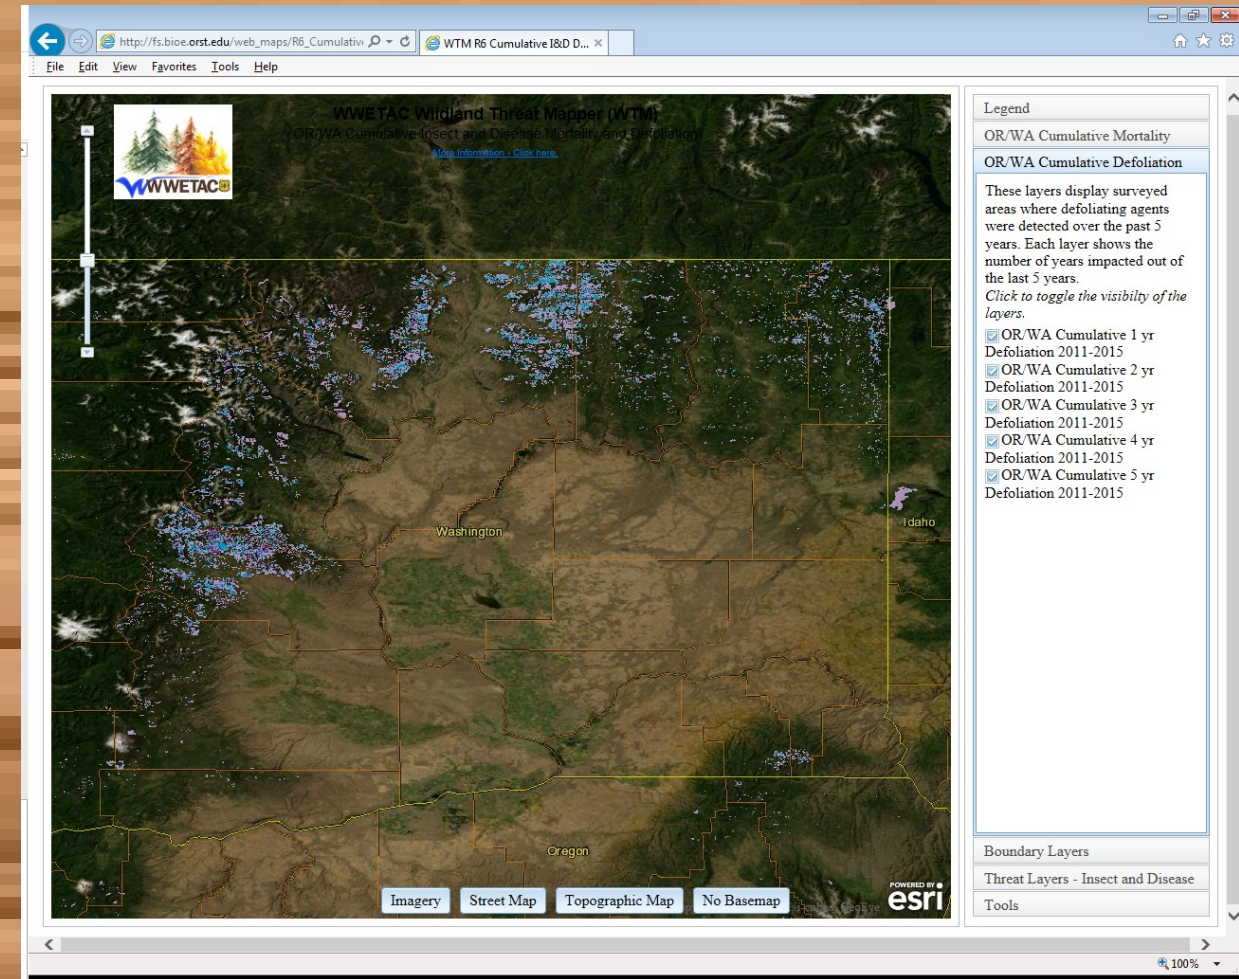 http://fs.bioe.orst.edu/web_maps/R6_Cumulativ
WTM R6 Cumulative I&D D...
File Edit View Favorites Tools Help
WWETAC Wildland Threat Mapper (WTM)
OR/WA Cumulative Insect and Disease Mortality and Defoliation
More Information - Click here.
WWETAC
Washington
Idaho
Oregon
Imagery
Street Map
Topographic Map
No Basemap
POWERED BY
esri
Legend
OR/WA Cumulative Mortality
OR/WA Cumulative Defoliation
These layers display surveyed
areas where defoliating agents
were detected over the past 5
years. Each layer shows the
number of years impacted out of
the last 5 years.
Click to toggle the visibilty of the
layers.
OR/WA Cumulative 1 yr
Defoliation 2011-2015
OR/WA Cumulative 2 yr
Defoliation 2011-2015
OR/WA Cumulative 3 yr
Defoliation 2011-2015
OR/WA Cumulative 4 yr
Defoliation 2011-2015
OR/WA Cumulative 5 yr
Defoliation 2011-2015
Boundary Layers
Threat Layers - Insect and Disease
Tools
100%